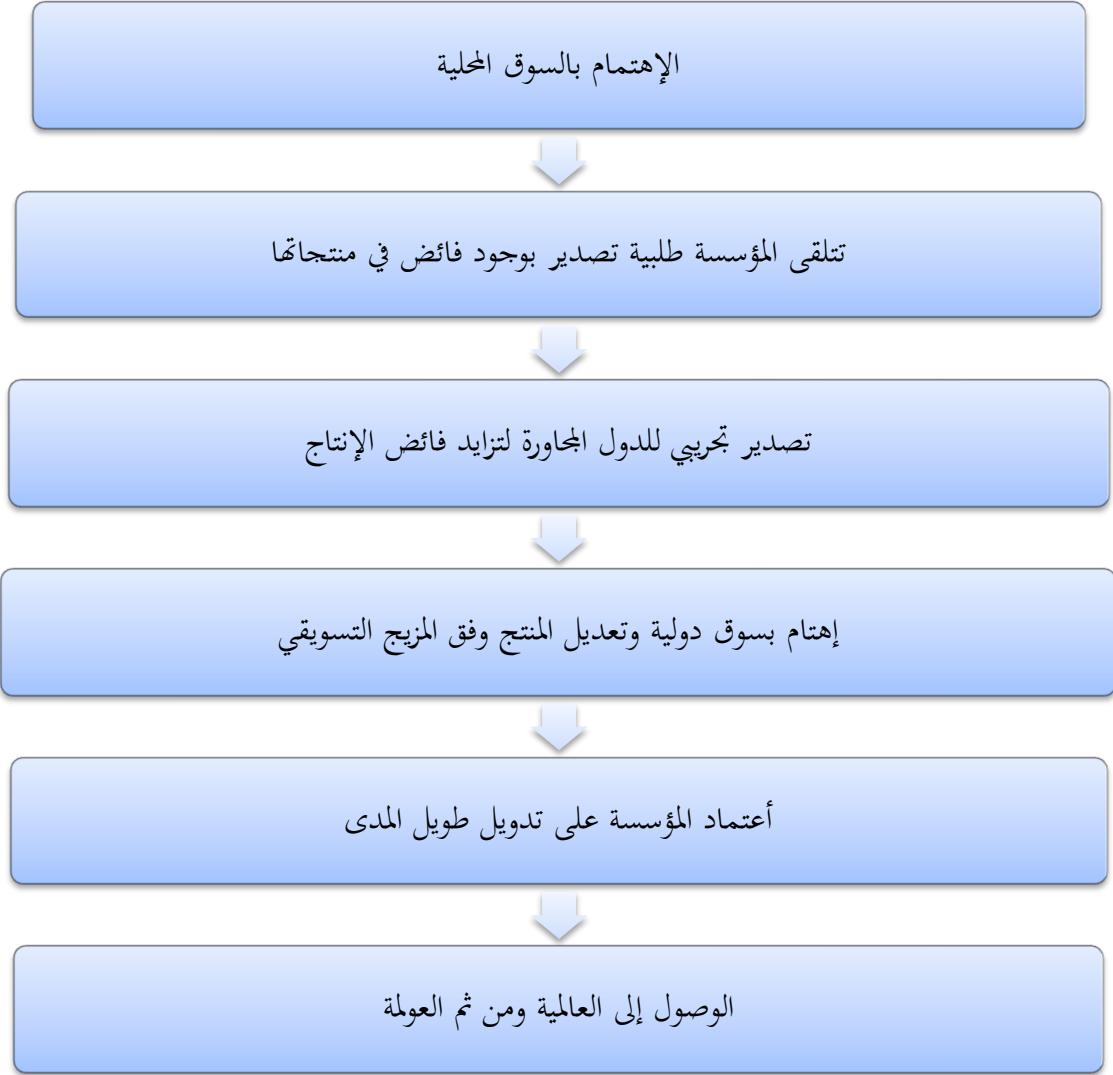 الإهتمام بالسوق المحلية
تتلقى المؤسسة طلبية تصدير بوجود فائض في منتجاتها
تصدير تجريبي للدول المجاورة لتزايد فائض الإنتاج
إهتام بسوق دولية وتعديل المنتج وفق المزيج التسويقي
أعتماد المؤسسة على تدويل طويل المدى
الوصول إلى العالمية ومن ثم العولمة